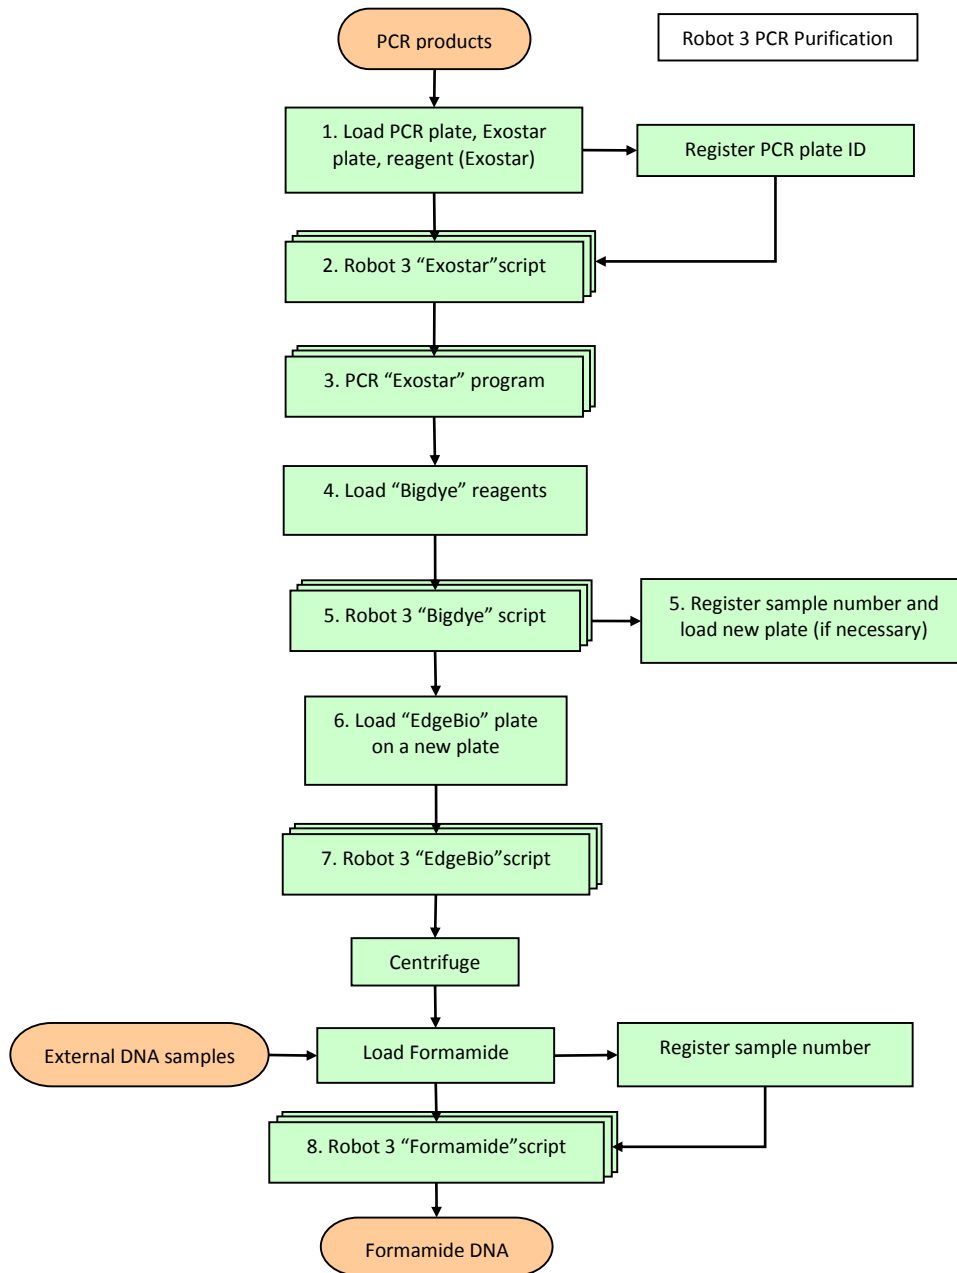 PCR products
Robot 3 PCR Purification
1. Load PCR plate, Exostar
plate, reagent (Exostar)
Register PCR plate ID
2. Robot 3 “Exostar”script
3. PCR “Exostar” program
4. Load “Bigdye” reagents
5. Robot 3 “Bigdye” script
5. Register sample number and
load new plate (if necessary)
6. Load “EdgeBio” plate
on a new plate
7. Robot 3 “EdgeBio”script
Centrifuge
External DNA samples
Load Formamide
Register sample number
8. Robot 3 “Formamide”script
Formamide DNA